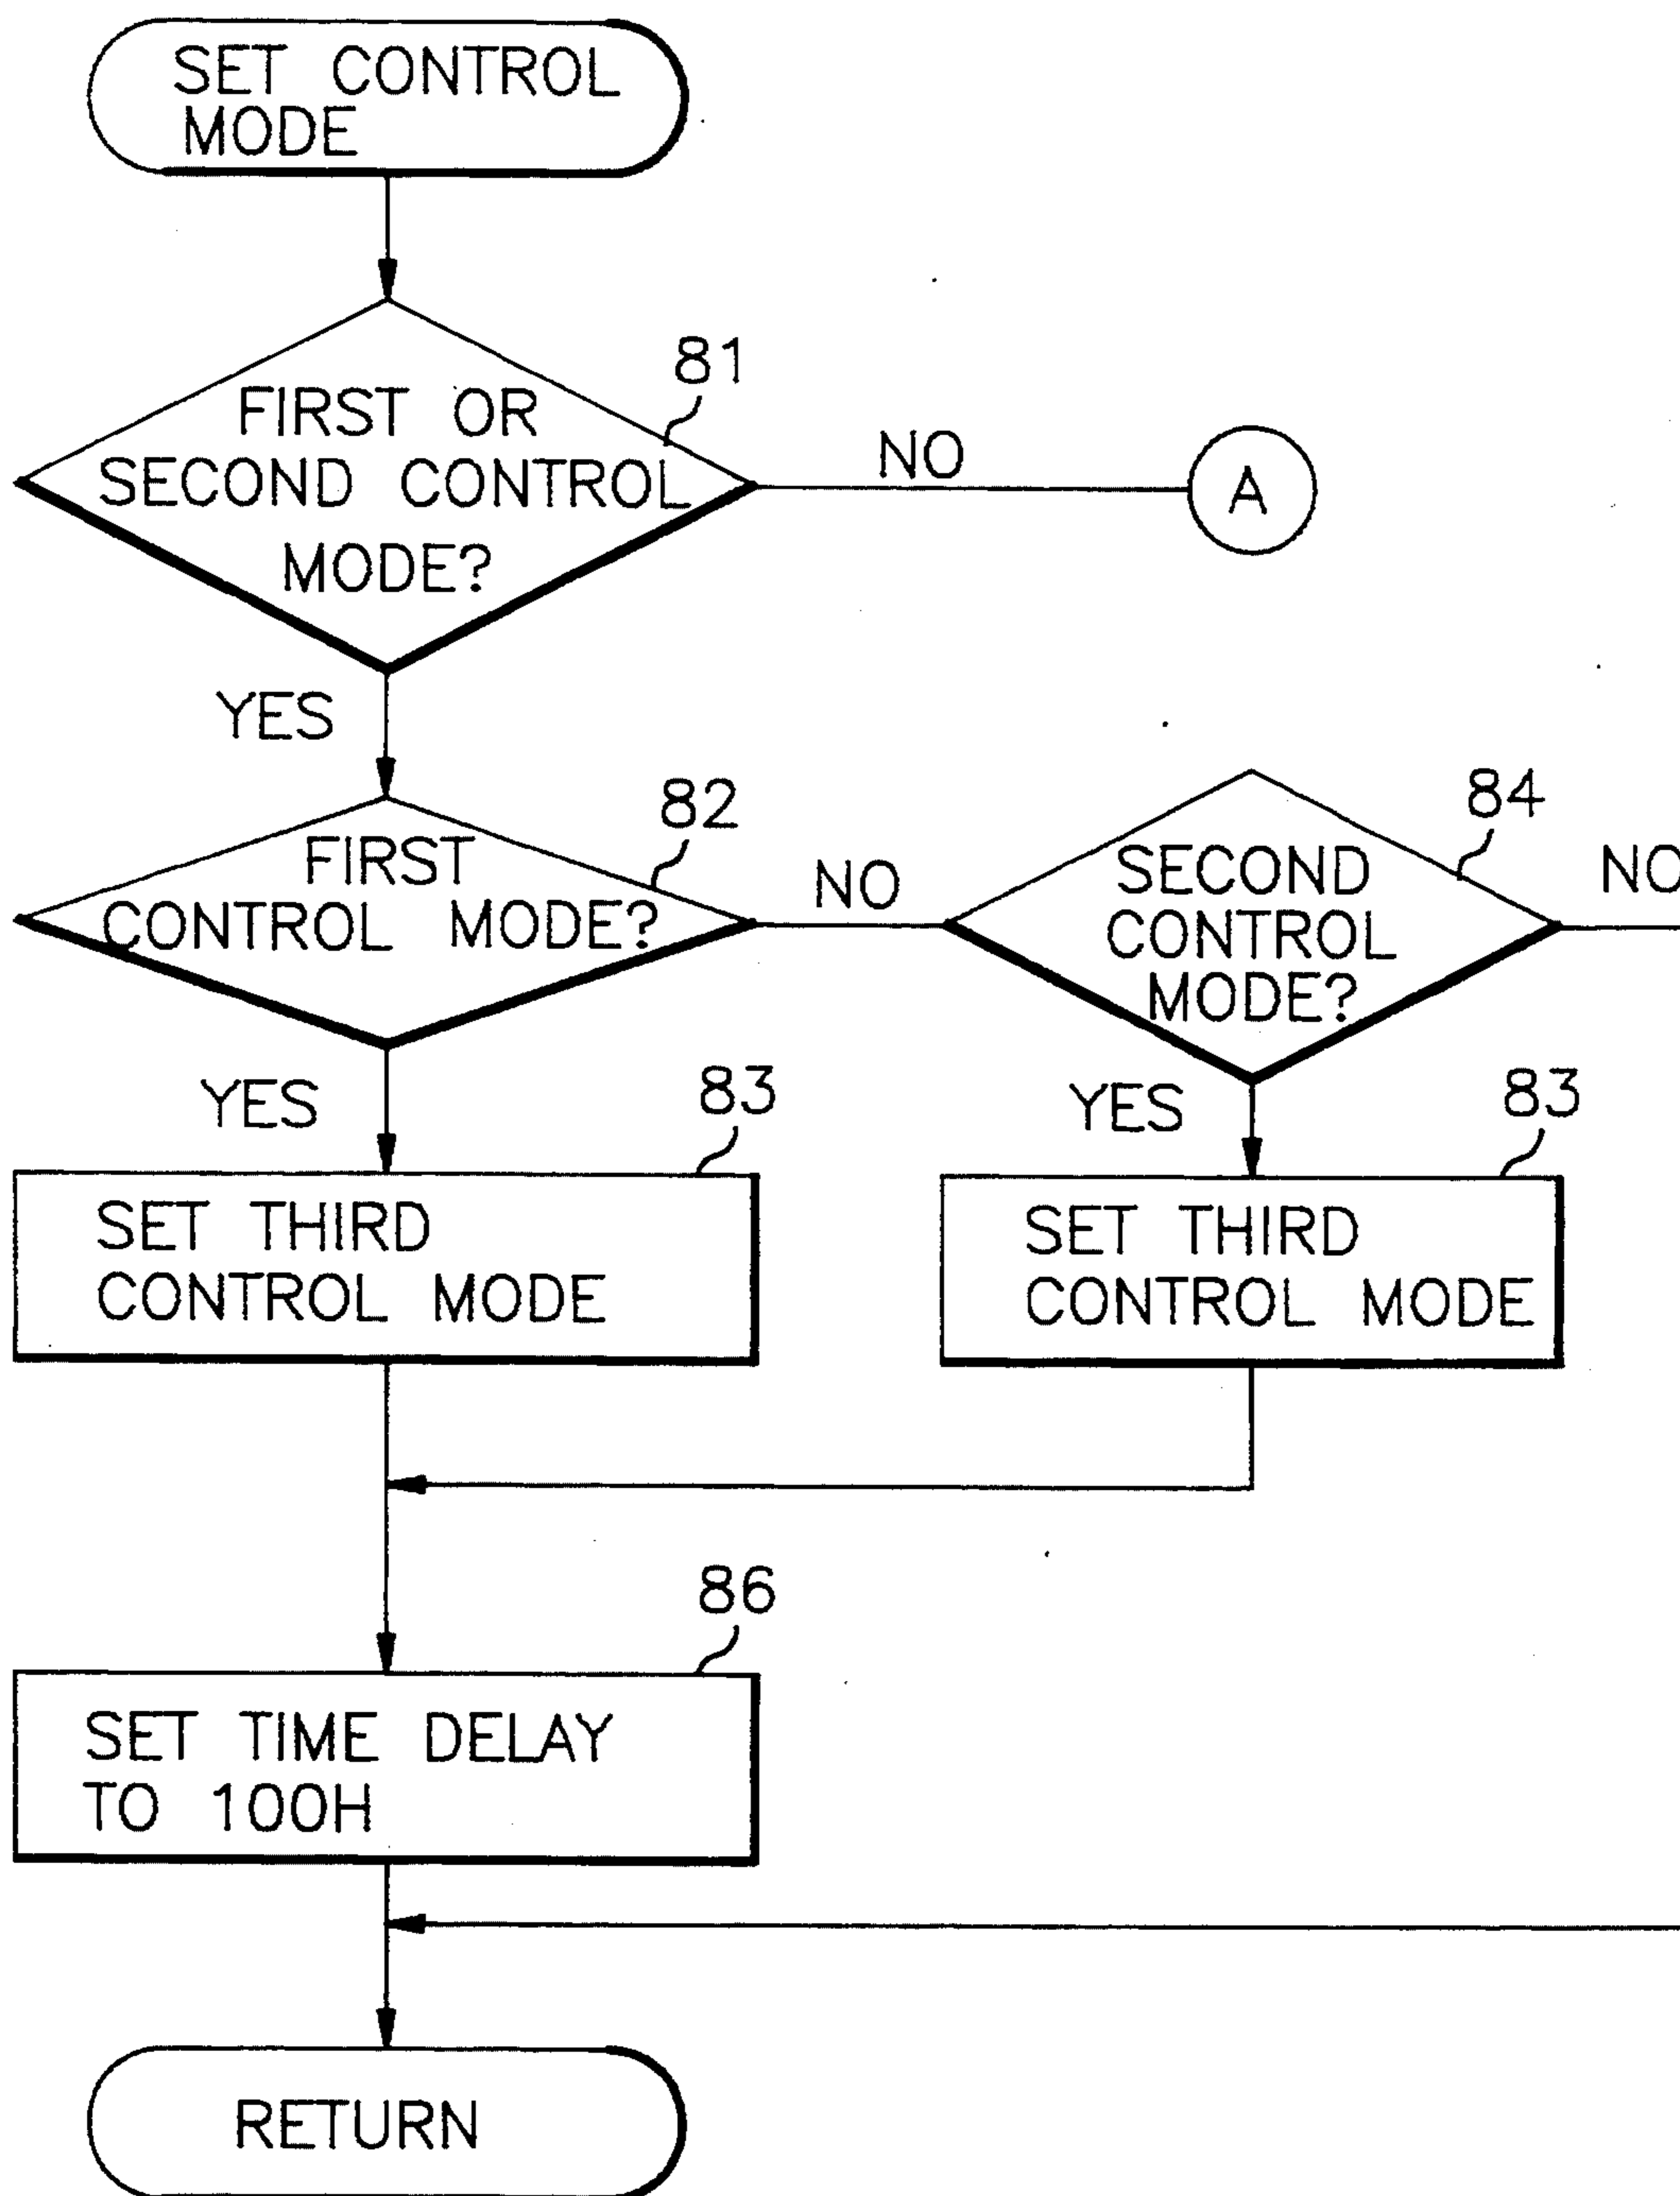 SET CONTROL
MODE
81
FIRST OR
SECOND CONTROL
MODE?
NO
A
YES
82
FIRST
CONTROL MODE?
NO
84
SECOND
CONTROL
MODE?
NO
YES
83
SET THIRD
CONTROL MODE
YES
83
SET THIRD
CONTROL MODE
86
SET TIME DELAY
TO 100H
RETURN